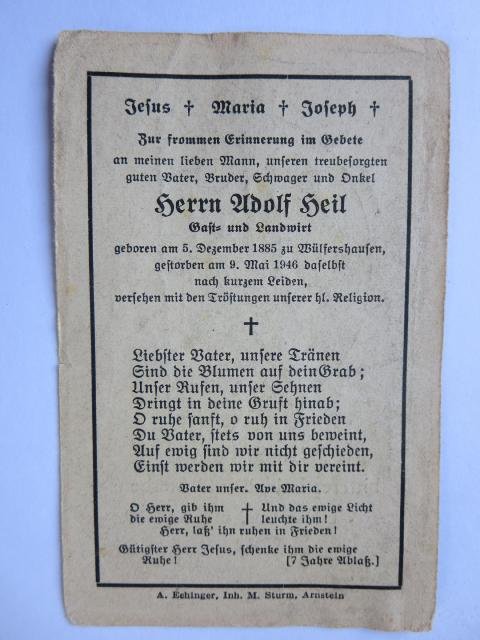 Jesus † Maria † Joseph †
Zur frommen Erinnerung im Gebete
an meinen lieben Mann, unseren treubesorgten
guten Vater, Bruder, Schwager und Onkel
Herrn Adolf Heil
Gast- und Landwirt
geboren am 5. Dezember 1885 zu Wülfershausen,
gestorben am 9. Mai 1946 daselbst
nach kurzem Leiden,
versehen mit den Tröstungen unserer hl. Religion.
†
Liebster Vater, unsere Tränen
Sind die Blumen auf dein Grab;
Unser Rufen, unser Sehnen
Dringt in deine Gruft hinab;
O ruhe sanft, o ruh in Frieden
Du Vater, stets von uns beweint,
Auf ewig sind wir nicht geschieden,
Einst werden wir mit dir vereint.
Vater unser. Ave Maria.
O Herr, gib ihm † Und das ewige Licht
die ewige Ruhe leuchte ihm!
Herr, laß' ihn ruhen in Frieden!
Gütigster Herr Jesus, schenke ihm die ewige
Ruhe! [7 Jahre Ablaß.]
A. Echinger, Inh. M. Sturm, Arnstein